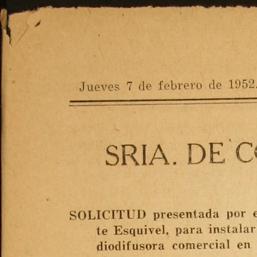 Jueves 7 de febrero de 1952.
SRIA. DE
SOLICITUD presentada por
te Esquivel, para instalar
diodifusora comercial en